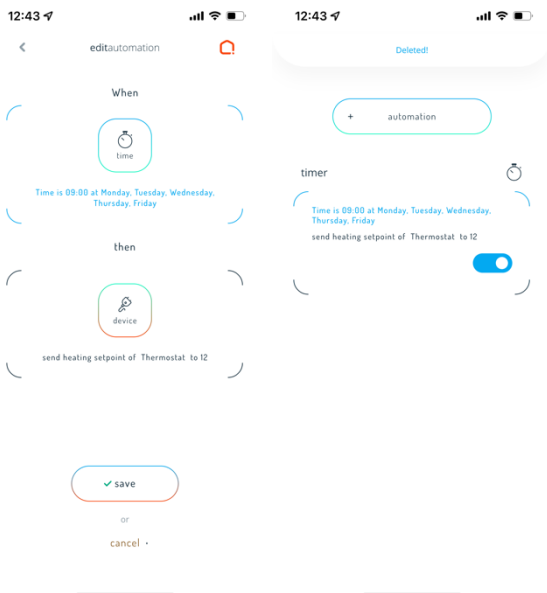 12:43
editautomation
When
time
Time is 09:00 at Monday, Tuesday, Wednesday,
Thursday, Friday
then
device
send heating setpoint of Thermostat to 12
save
or
cancel
12:43
Deleted!
+ automation
timer
Time is 09:00 at Monday, Tuesday, Wednesday,
Thursday, Friday
send heating setpoint of Thermostat to 12